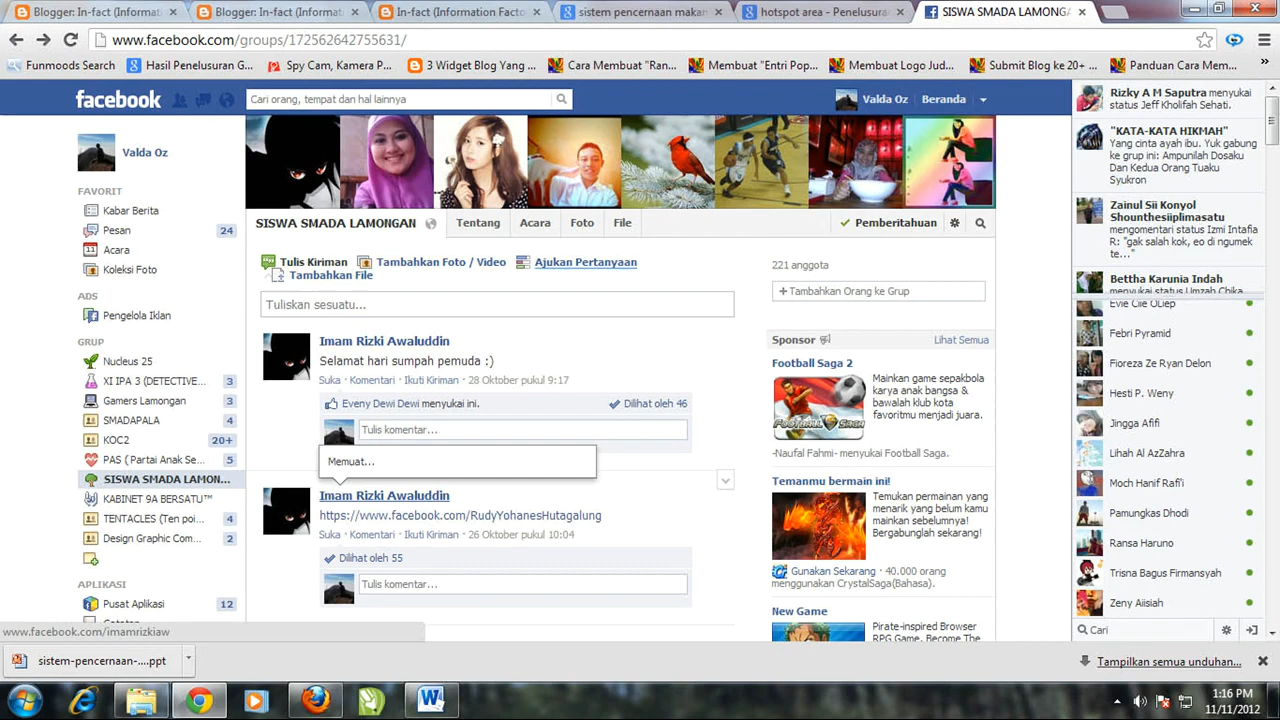 Blogger: In-fact (Informati
Blogger: In-fact (Informat
In-fact (Information Facto
sistem pencernaan makan
hotspot area - Penelusura
SISWA SMADA LAMONGAN
www.facebook.com/groups/172562642755631/
Funmoods Search
Hasil Penelusuran G...
Spy Cam, Kamera P...
3 Widget Blog Yang ...
Cara Membuat "Ran...
Membuat "Entri Pop...
Membuat Logo Jud...
Submit Blog ke 20+ ...
Panduan Cara Mem...
facebook
Cari orang, tempat dan hal lainnya
Valda Oz
Beranda
Valda Oz
FAVORIT
Kabar Berita
Pesan 24
Acara
Koleksi Foto
ADS
Pengelola Iklan
GRUP
Nucleus 25
XI IPA 3 (DETECTIVE... 3
Gamers Lamongan 3
SMADAPALA 4
KOC2 20+
PAS ( Partai Anak Se... 5
SISWA SMADA LAMON...
KABINET 9A BERSATU™
TENTACLES (Ten poi... 4
Design Graphic Com... 2
APLIKASI
Pusat Aplikasi 12
www.facebook.com/imamrizkiaw
SISWA SMADA LAMONGAN
Tentang
Acara
Foto
File
Pemberitahuan
Tulis Kiriman
Tambahkan Foto / Video
Ajukan Pertanyaan
Tambahkan File
Tuliskan sesuatu...
Imam Rizki Awaluddin
Selamat hari sumpah pemuda :)
Suka · Komentari · Ikuti Kiriman · 28 Oktober pukul 9:17
Eveny Dewi Dewi menyukai ini.
Dilihat oleh 46
Tulis komentar...
Memuat...
Imam Rizki Awaluddin
https://www.facebook.com/RudyYohanesHutagalung
Suka · Komentari · Ikuti Kiriman · 26 Oktober pukul 10:04
Dilihat oleh 55
Tulis komentar...
221 anggota
+ Tambahkan Orang ke Grup
Sponsor
Lihat Semua
Football Saga 2
FOOTBALL SAGA
Mainkan game sepakbola
karya anak bangsa &
bawalah klub kota
favoritmu menjadi juara.
-Naufal Fahmi- menyukai Football Saga.
Temanmu bermain ini!
Temukan permainan yang
menarik yang belum kamu
mainkan sebelumnya!
Bergabunglah sekarang!
Gunakan Sekarang · 40.000 orang
menggunakan CrystalSaga(Bahasa).
New Game
Pirate-inspired Browser
RPG Game. Become The
Rizky A M Saputra menyukai
status Jeff Kholifah Sehati.
"KATA-KATA HIKMAH"
Yang cinta ayah ibu. Yuk gabung
ke grup ini: Ampunilah Dosaku
Dan Kedua Orang Tuaku
Syukron
Zainul Sii Konyol
Shounthesiiplimasatu
mengomentari status Izmi Intafia
R: "gak salah kok, eo di ngumek
te..."
Bettha Karunia Indah
menyukai status Umzah Chika
Evie Clie OLiep
Febri Pyramid
Fioreza Ze Ryan Deolo
Hesti P. Weny
Jingga Afifi
Lihah Al AzZahra
Moch Hanif Rafi'i
Pamungkas Dhodi
Ransa Haruno
Trisna Bagus Firmansyah
Zeny Aiisiah
Cari
sistem-pencernaan-....ppt
Tampilkan semua unduhan...
1:16 PM
11/11/2012